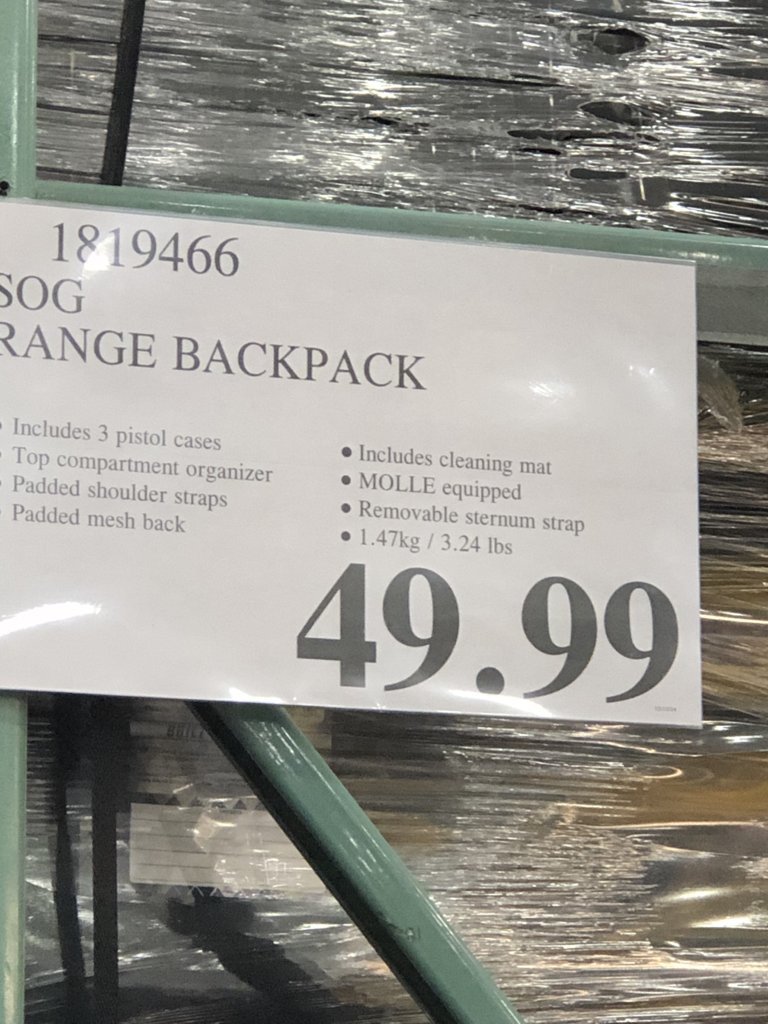 1819466
SOG
RANGE BACKPACK
Includes 3 pistol cases
Top compartment organizer
Padded shoulder straps
Padded mesh back
• Includes cleaning mat
• MOLLE equipped
• Removable sternum strap
• 1.47kg / 3.24 lbs
49.99